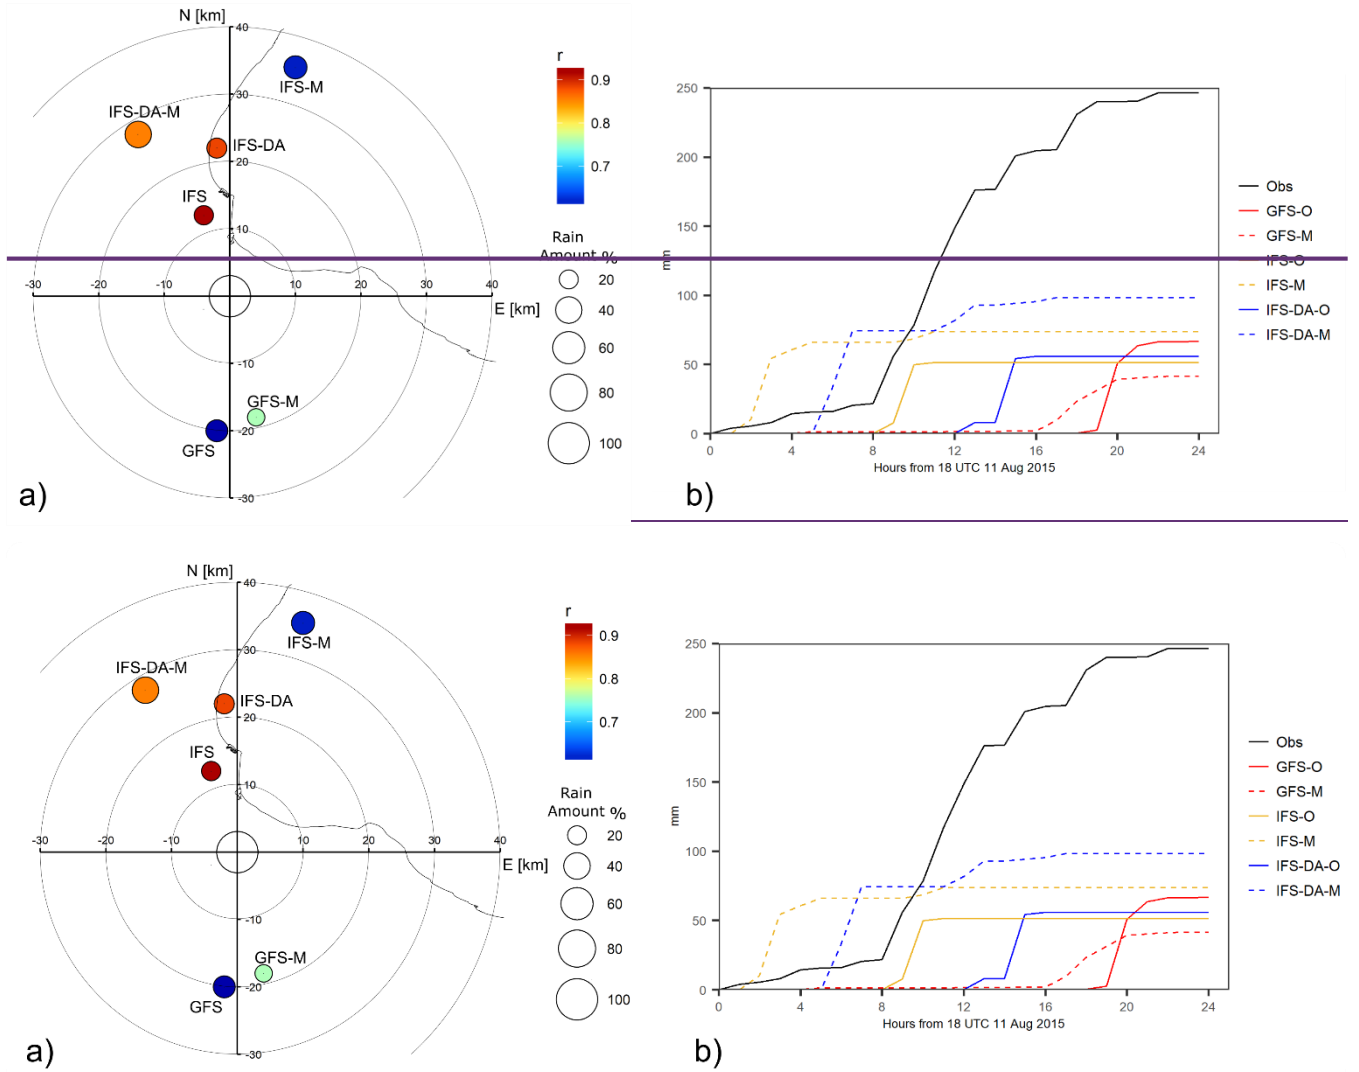 N [km]
40
30
20
10
-10
-20
-30
-30
-20
-10
10
20
30
40
E [km]
IFS-M
IFS-DA-M
IFS-DA
IFS
GFS-M
GFS
r
0.9
0.8
0.7
Rain
Amount %
20
40
60
80
100
a)
250
200
150
100
50
0
mm
0
4
8
12
16
20
24
Hours from 18 UTC 11 Aug 2015
Obs
GFS-O
GFS-M
IFS-O
IFS-M
IFS-DA-O
IFS-DA-M
b)
N [km]
40
30
20
10
-10
-20
-30
-30
-20
-10
10
20
30
40
E [km]
IFS-M
IFS-DA-M
IFS-DA
IFS
GFS-M
GFS
r
0.9
0.8
0.7
Rain
Amount %
20
40
60
80
100
a)
250
200
150
100
50
0
mm
0
4
8
12
16
20
24
Hours from 18 UTC 11 Aug 2015
Obs
GFS-O
GFS-M
IFS-O
IFS-M
IFS-DA-O
IFS-DA-M
b)